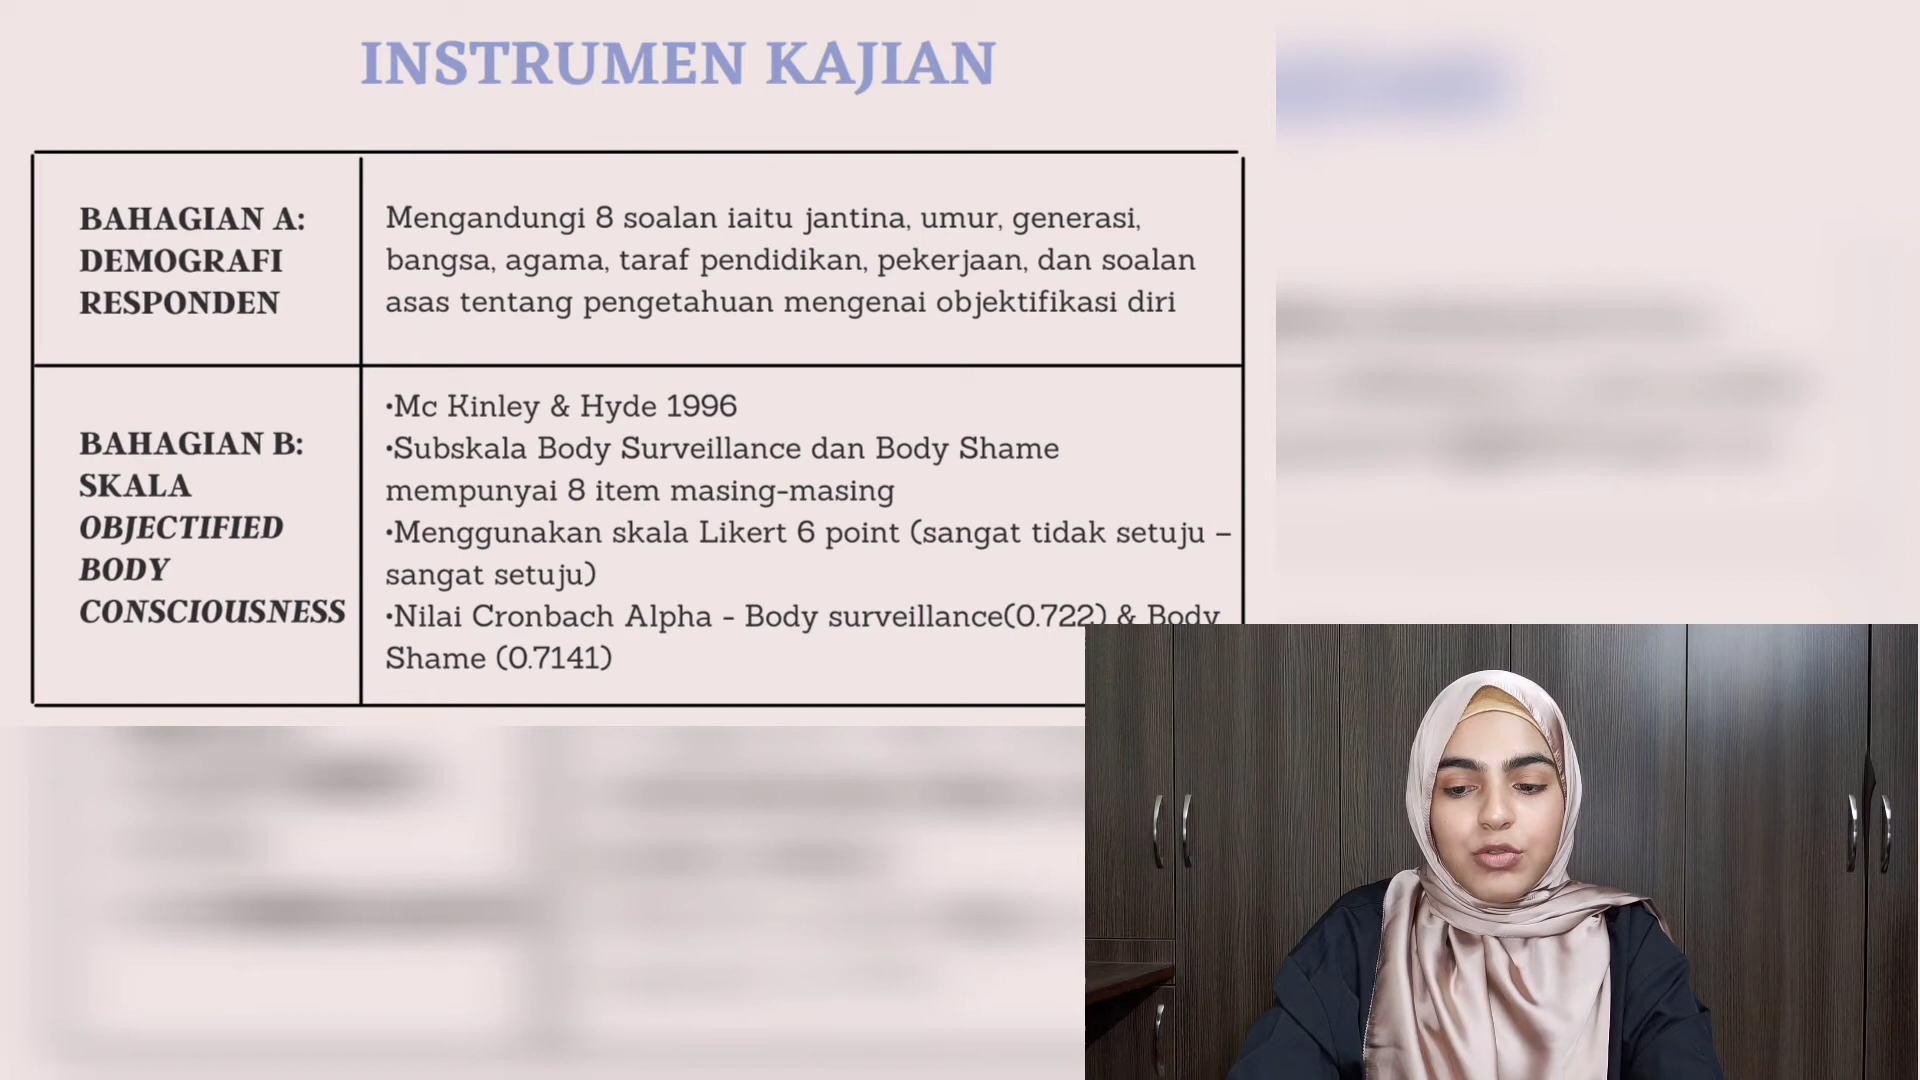 INSTRUMEN KAJIAN
BAHAGIAN A:
DEMOGRAFI
RESPONDEN
Mengandungi 8 soalan iaitu jantina, umur, generasi,
bangsa, agama, taraf pendidikan, pekerjaan, dan soalan
asas tentang pengetahuan mengenai objektifikasi diri
BAHAGIAN B:
SKALA
OBJECTIFIED
BODY
CONSCIOUSNESS
•Mc Kinley & Hyde 1996
•Subskala Body Surveillance dan Body Shame
mempunyai 8 item masing-masing
•Menggunakan skala Likert 6 point (sangat tidak setuju –
sangat setuju)
•Nilai Cronbach Alpha - Body surveillance(0.722) & Body
Shame (0.7141)